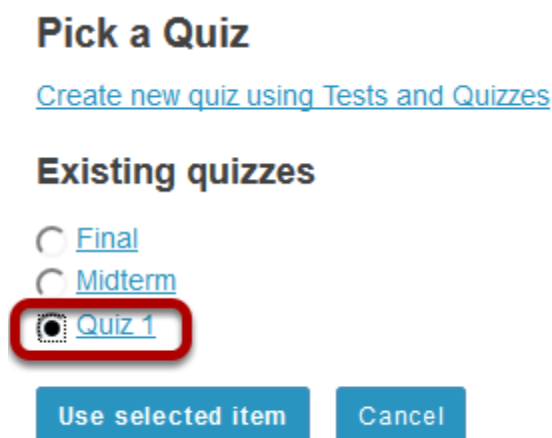 Pick a Quiz
Create new quiz using Tests and Quizzes
Existing quizzes
Final
Midterm
Quiz 1
Use selected item Cancel